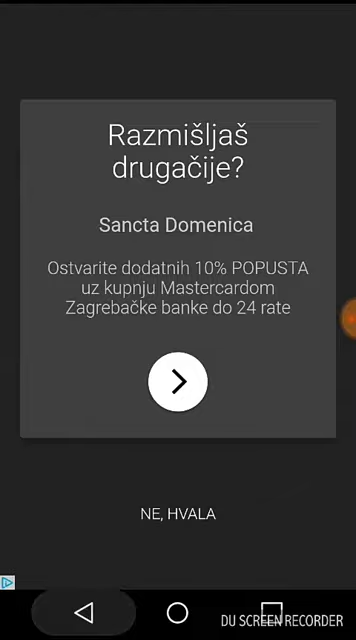 Razmišljaš
drugačije?
Sancta Domenica
Ostvarite dodatnih 10% POPUSTA
uz kupnju Mastercardom
Zagrebačke banke do 24 rate
NE, HVALA
DU SCREEN RECORDER